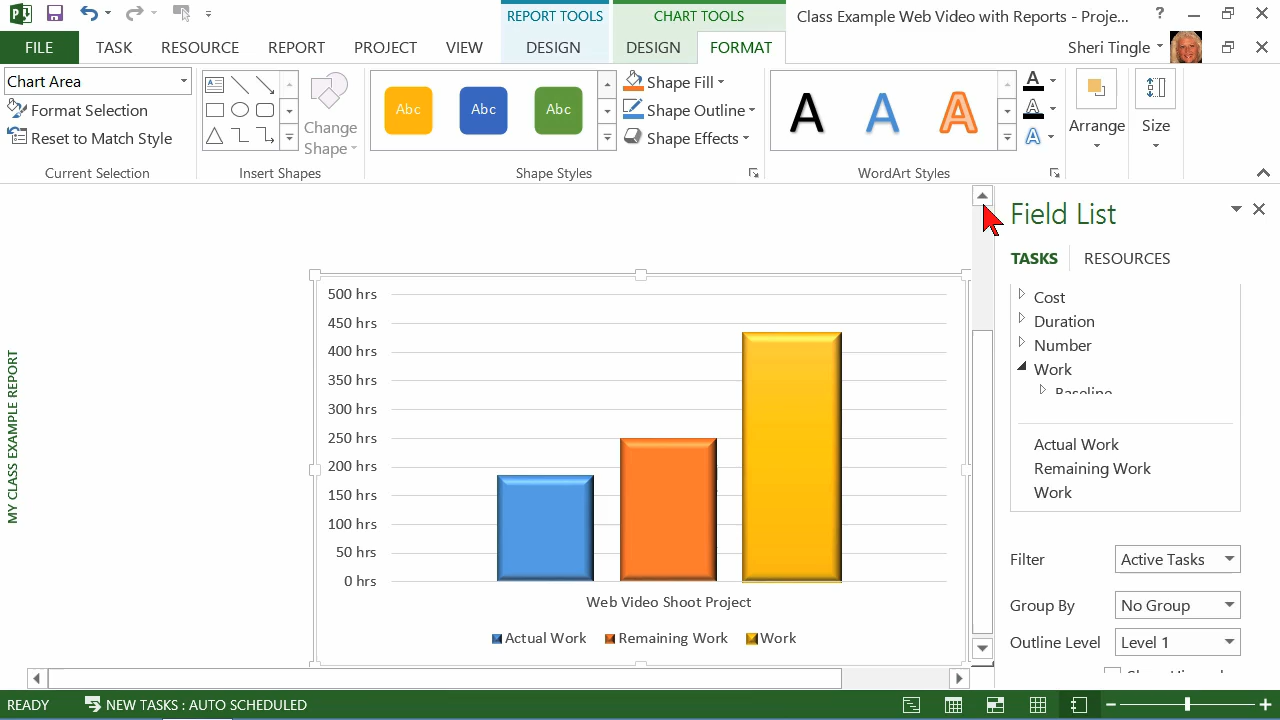 REPORT TOOLS
CHART TOOLS
Class Example Web Video with Reports - Proje...
?
FILE
TASK
RESOURCE
REPORT
PROJECT
VIEW
DESIGN
DESIGN
FORMAT
Sheri Tingle
Chart Area
Format Selection
Reset to Match Style
Current Selection
Change
Shape
Insert Shapes
Abc
Abc
Abc
Shape Fill
Shape Outline
Shape Effects
Shape Styles
A
A
A
A
A
A
WordArt Styles
Arrange
Size
MY CLASS EXAMPLE REPORT
500 hrs
450 hrs
400 hrs
350 hrs
300 hrs
250 hrs
200 hrs
150 hrs
100 hrs
50 hrs
0 hrs
Web Video Shoot Project
Actual Work
Remaining Work
Work
Field List
TASKS
RESOURCES
Cost
Duration
Number
Work
Baseline
Actual Work
Remaining Work
Work
Filter
Active Tasks
Group By
No Group
Outline Level
Level 1
READY
NEW TASKS : AUTO SCHEDULED